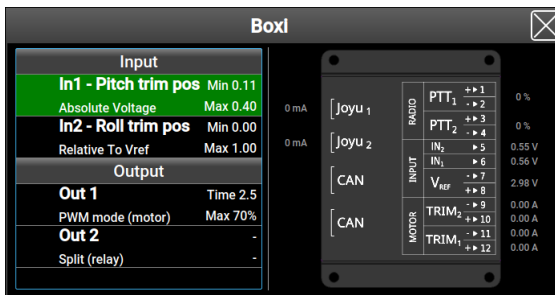 Boxi
Input
In1 - Pitch trim pos Min 0.11
Absolute Voltage Max 0.40
In2 - Roll trim pos Min 0.00
Relative To Vref Max 1.00
Output
Out 1 Time 2.5
PWM mode (motor) Max 70%
Out 2 -
Split (relay) -
0 mA [Joyu 1
0 mA [Joyu 2
[CAN
[CAN
RADIO
PTT1 +▸1 0 %
-▸2
PTT2 +▸3 0 %
-▸4
INPUT
IN2 ▸5 0.55 V
IN1 ▸6 0.56 V
VREF -▸7 2.98 V
+▸8
MOTOR
TRIM2 -▸9 0.00 A
+▸10 0.00 A
TRIM1 -▸11 0.00 A
+▸12 0.00 A